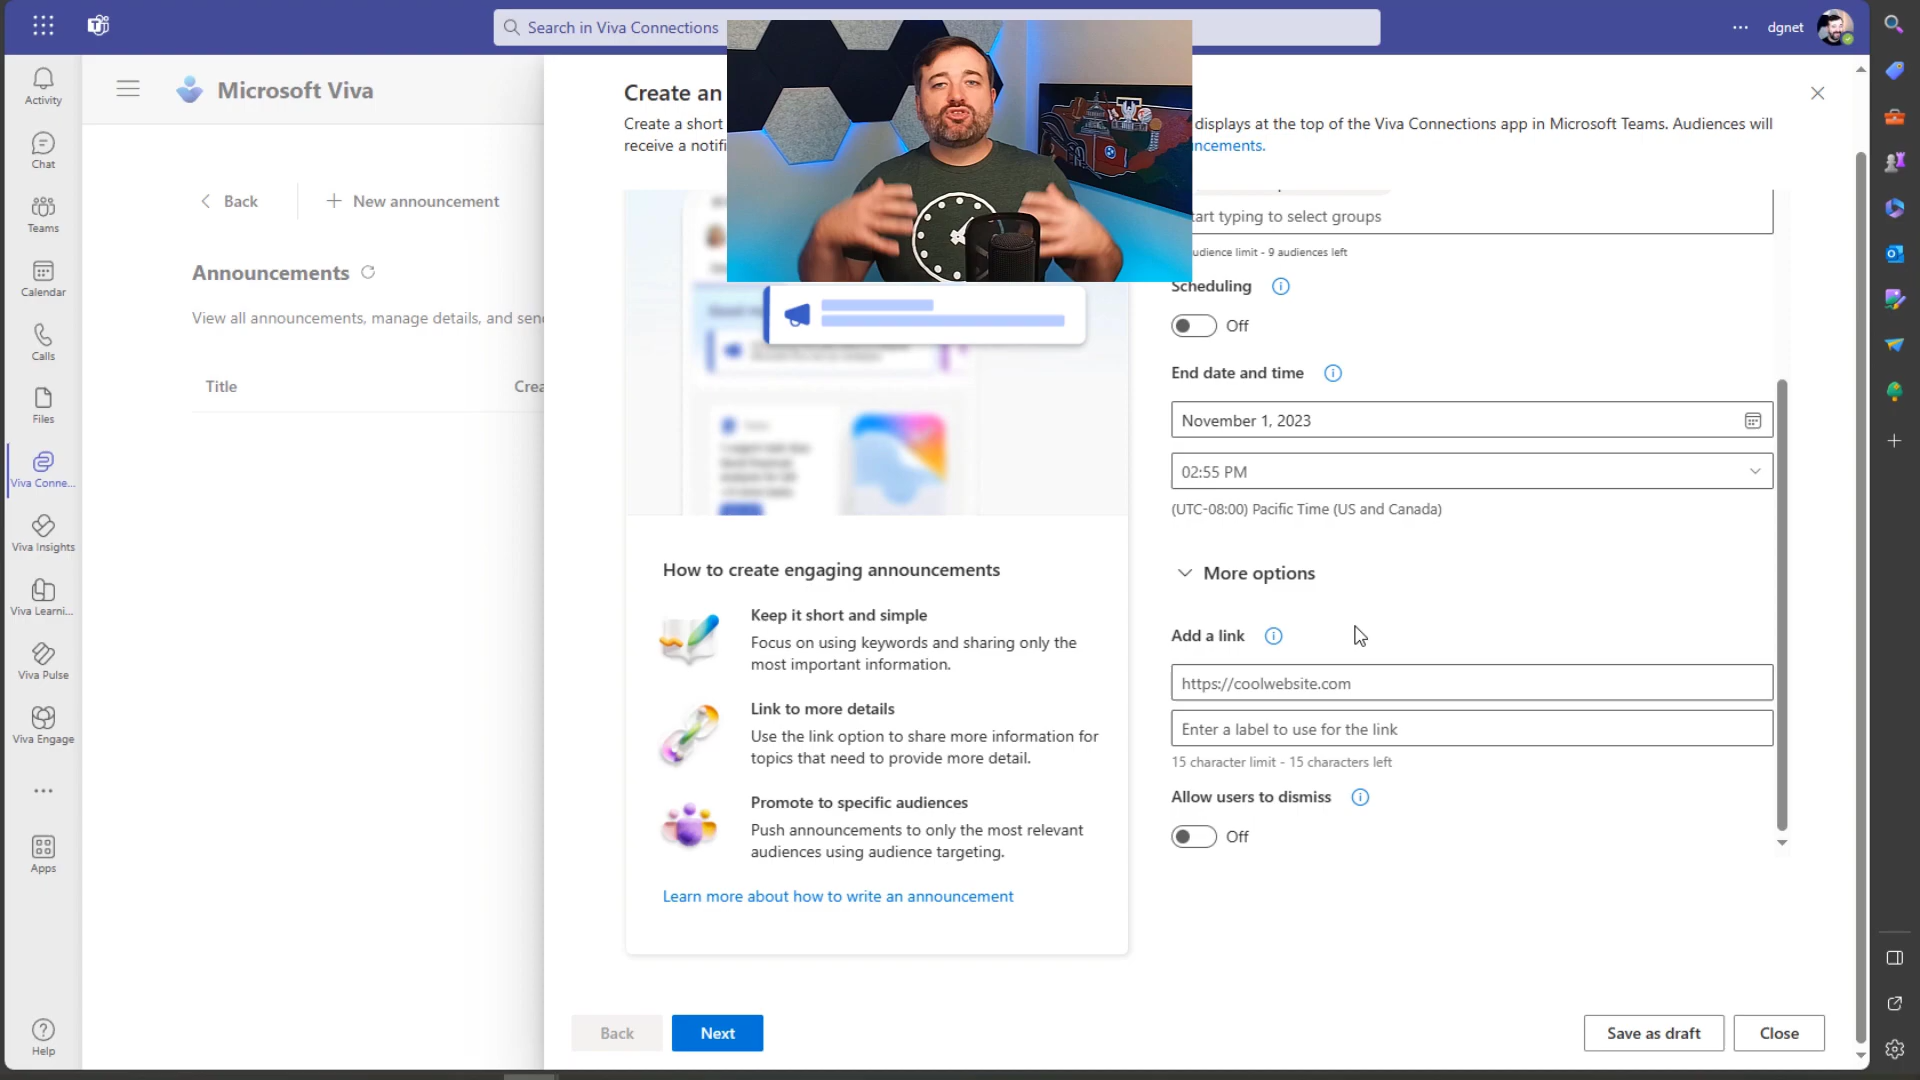 Search in Viva Connections
dgnet
Activity
Chat
Teams
Calendar
Calls
Files
Viva Conne...
Viva Insights
Viva Learni...
Viva Pulse
Viva Engage
Apps
Help
Microsoft Viva
Back
New announcement
Announcements
View all announcements, manage details, and send
Title
Crea
Create an
Create a short
displays at the top of the Viva Connections app in Microsoft Teams. Audiences will
receive a notifi
ncements.
tart typing to select groups
udience limit - 9 audiences left
Scheduling
Off
End date and time
November 1, 2023
02:55 PM
(UTC-08:00) Pacific Time (US and Canada)
More options
Add a link
https://coolwebsite.com
Enter a label to use for the link
15 character limit - 15 characters left
Allow users to dismiss
Off
How to create engaging announcements
Keep it short and simple
Focus on using keywords and sharing only the
most important information.
Link to more details
Use the link option to share more information for
topics that need to provide more detail.
Promote to specific audiences
Push announcements to only the most relevant
audiences using audience targeting.
Learn more about how to write an announcement
Back
Next
Save as draft
Close